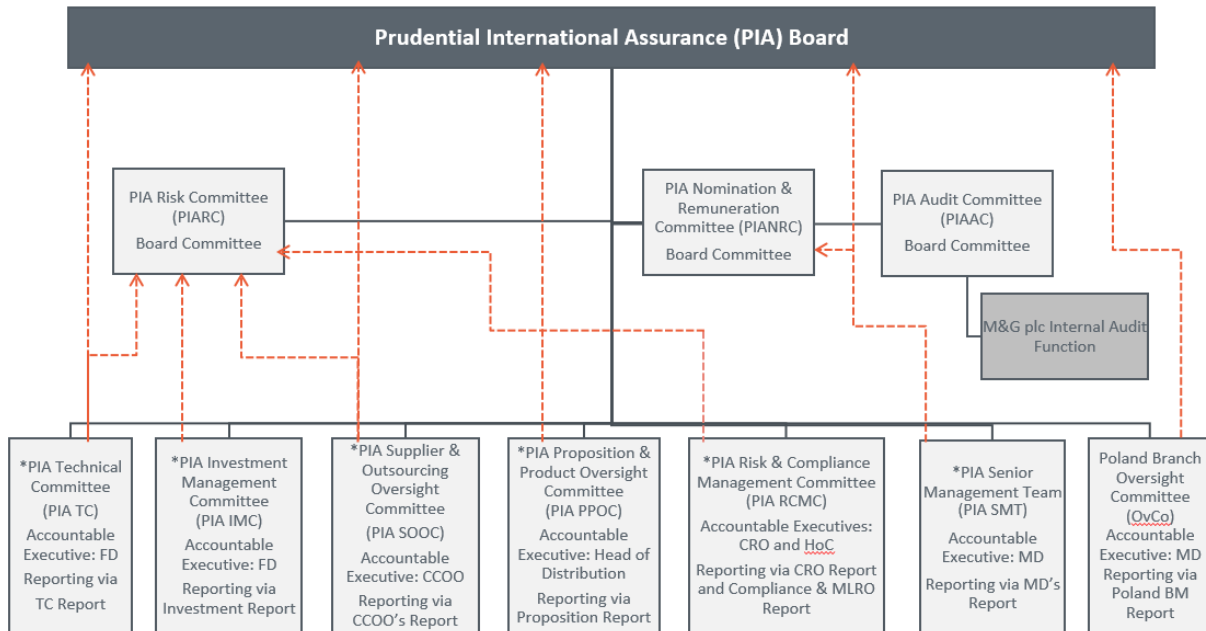 Prudential International Assurance (PIA) Board
PIA Risk Committee
(PIARC)
Board Committee
PIA Nomination &
Remuneration
Committee (PIANRC)
Board Committee
PIA Audit Committee
(PIAAC)
Board Committee
M&G plc Internal Audit
Function
*PIA Technical
Committee
(PIA TC)
Accountable
Executive: FD
Reporting via
TC Report
*PIA Investment
Management
Committee
(PIA IMC)
Accountable
Executive: FD
Reporting via
Investment Report
*PIA Supplier &
Outsourcing
Oversight
Committee
(PIA SOOC)
Accountable
Executive: CCOO
Reporting via
CCOO's Report
*PIA Proposition &
Product Oversight
Committee
(PIA PPOC)
Accountable
Executive: Head of
Distribution
Reporting via
Proposition Report
*PIA Risk & Compliance
Management Committee
(PIA RCMC)
Accountable Executives:
CRO and HoC
Reporting via CRO Report
and Compliance & MLRO
Report
*PIA Senior
Management Team
(PIA SMT)
Accountable
Executive: MD
Reporting via MD's
Report
Poland Branch
Oversight
Committee
(OvCo)
Accountable
Executive: MD
Reporting via
Poland BM
Report